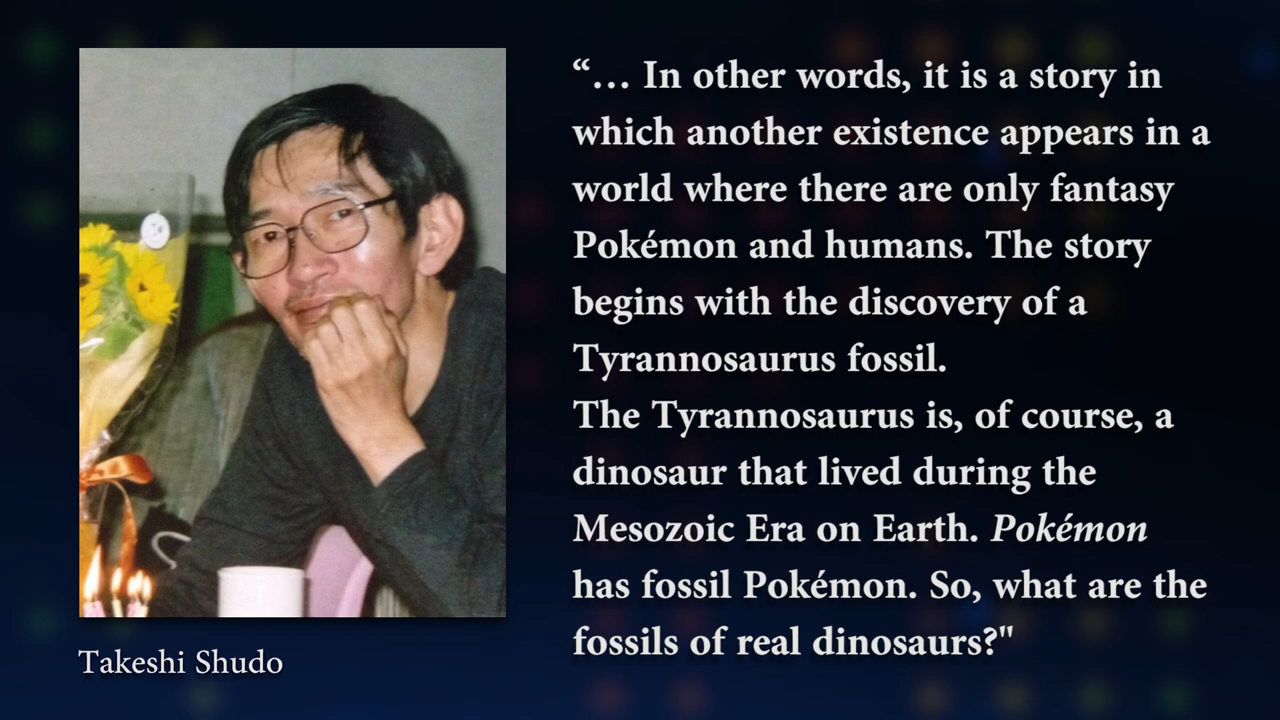 “… In other words, it is a story in
which another existence appears in a
world where there are only fantasy
Pokémon and humans. The story
begins with the discovery of a
Tyrannosaurus fossil.
The Tyrannosaurus is, of course, a
dinosaur that lived during the
Mesozoic Era on Earth. Pokémon
has fossil Pokémon. So, what are the
fossils of real dinosaurs?"
Takeshi Shudo